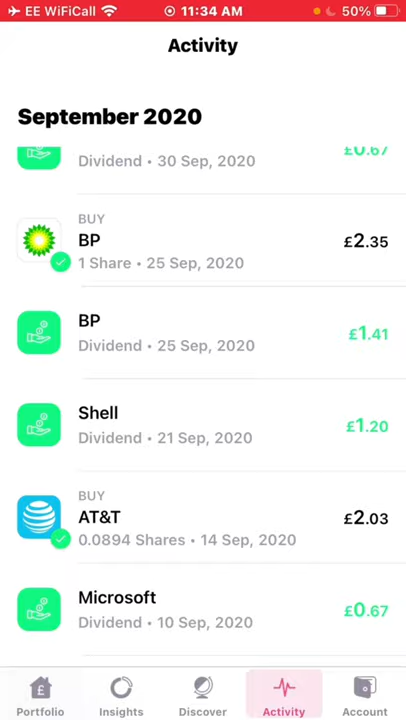 EE WiFiCall 11:34 AM 50%
Activity
September 2020
£0.67
Dividend • 30 Sep, 2020
BUY
BP
£2.35
1 Share • 25 Sep, 2020
BP
£1.41
Dividend • 25 Sep, 2020
Shell
£1.20
Dividend • 21 Sep, 2020
BUY
AT&T
£2.03
0.0894 Shares • 14 Sep, 2020
Microsoft
£0.67
Dividend • 10 Sep, 2020
Portfolio Insights Discover Activity Account